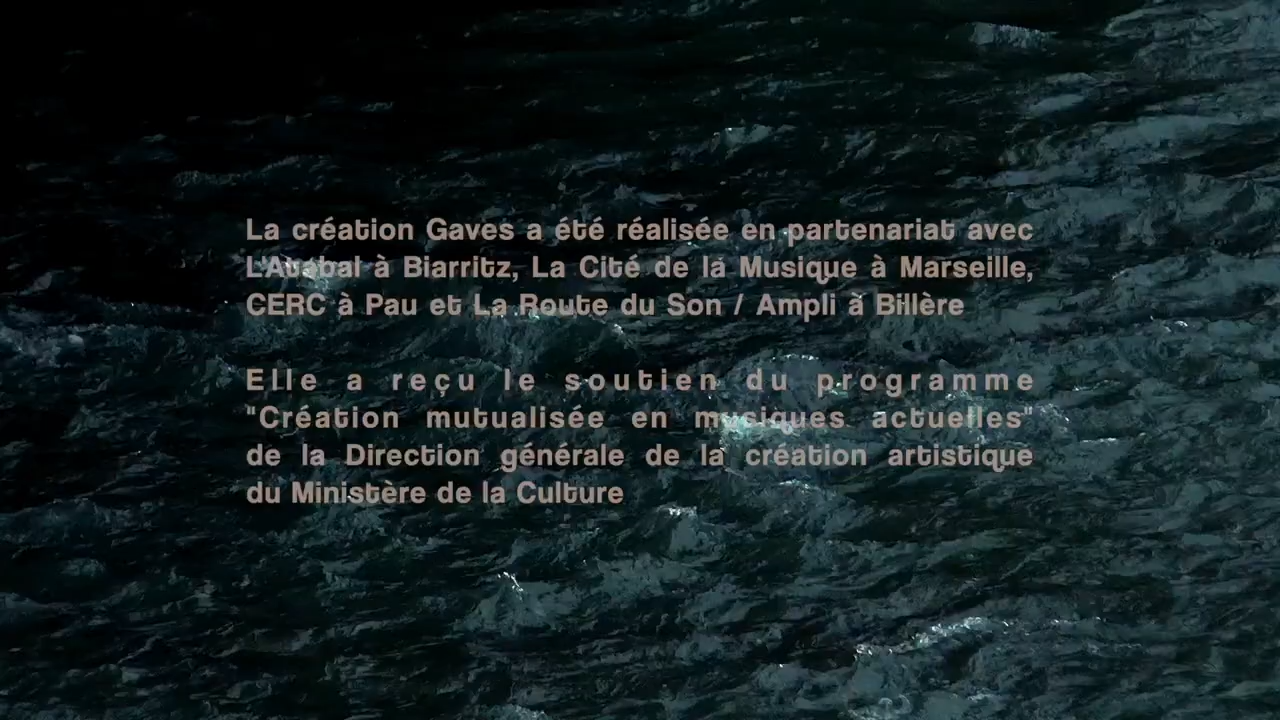 La création Gaves a été réalisée en partenariat avec
L'Atabal à Biarritz, La Cité de la Musique à Marseille,
CERC à Pau et La Route du Son / Ampli à Billère
Elle a reçu le soutien du programme
"Création mutualisée en musiques actuelles"
de la Direction générale de la création artistique
du Ministère de la Culture